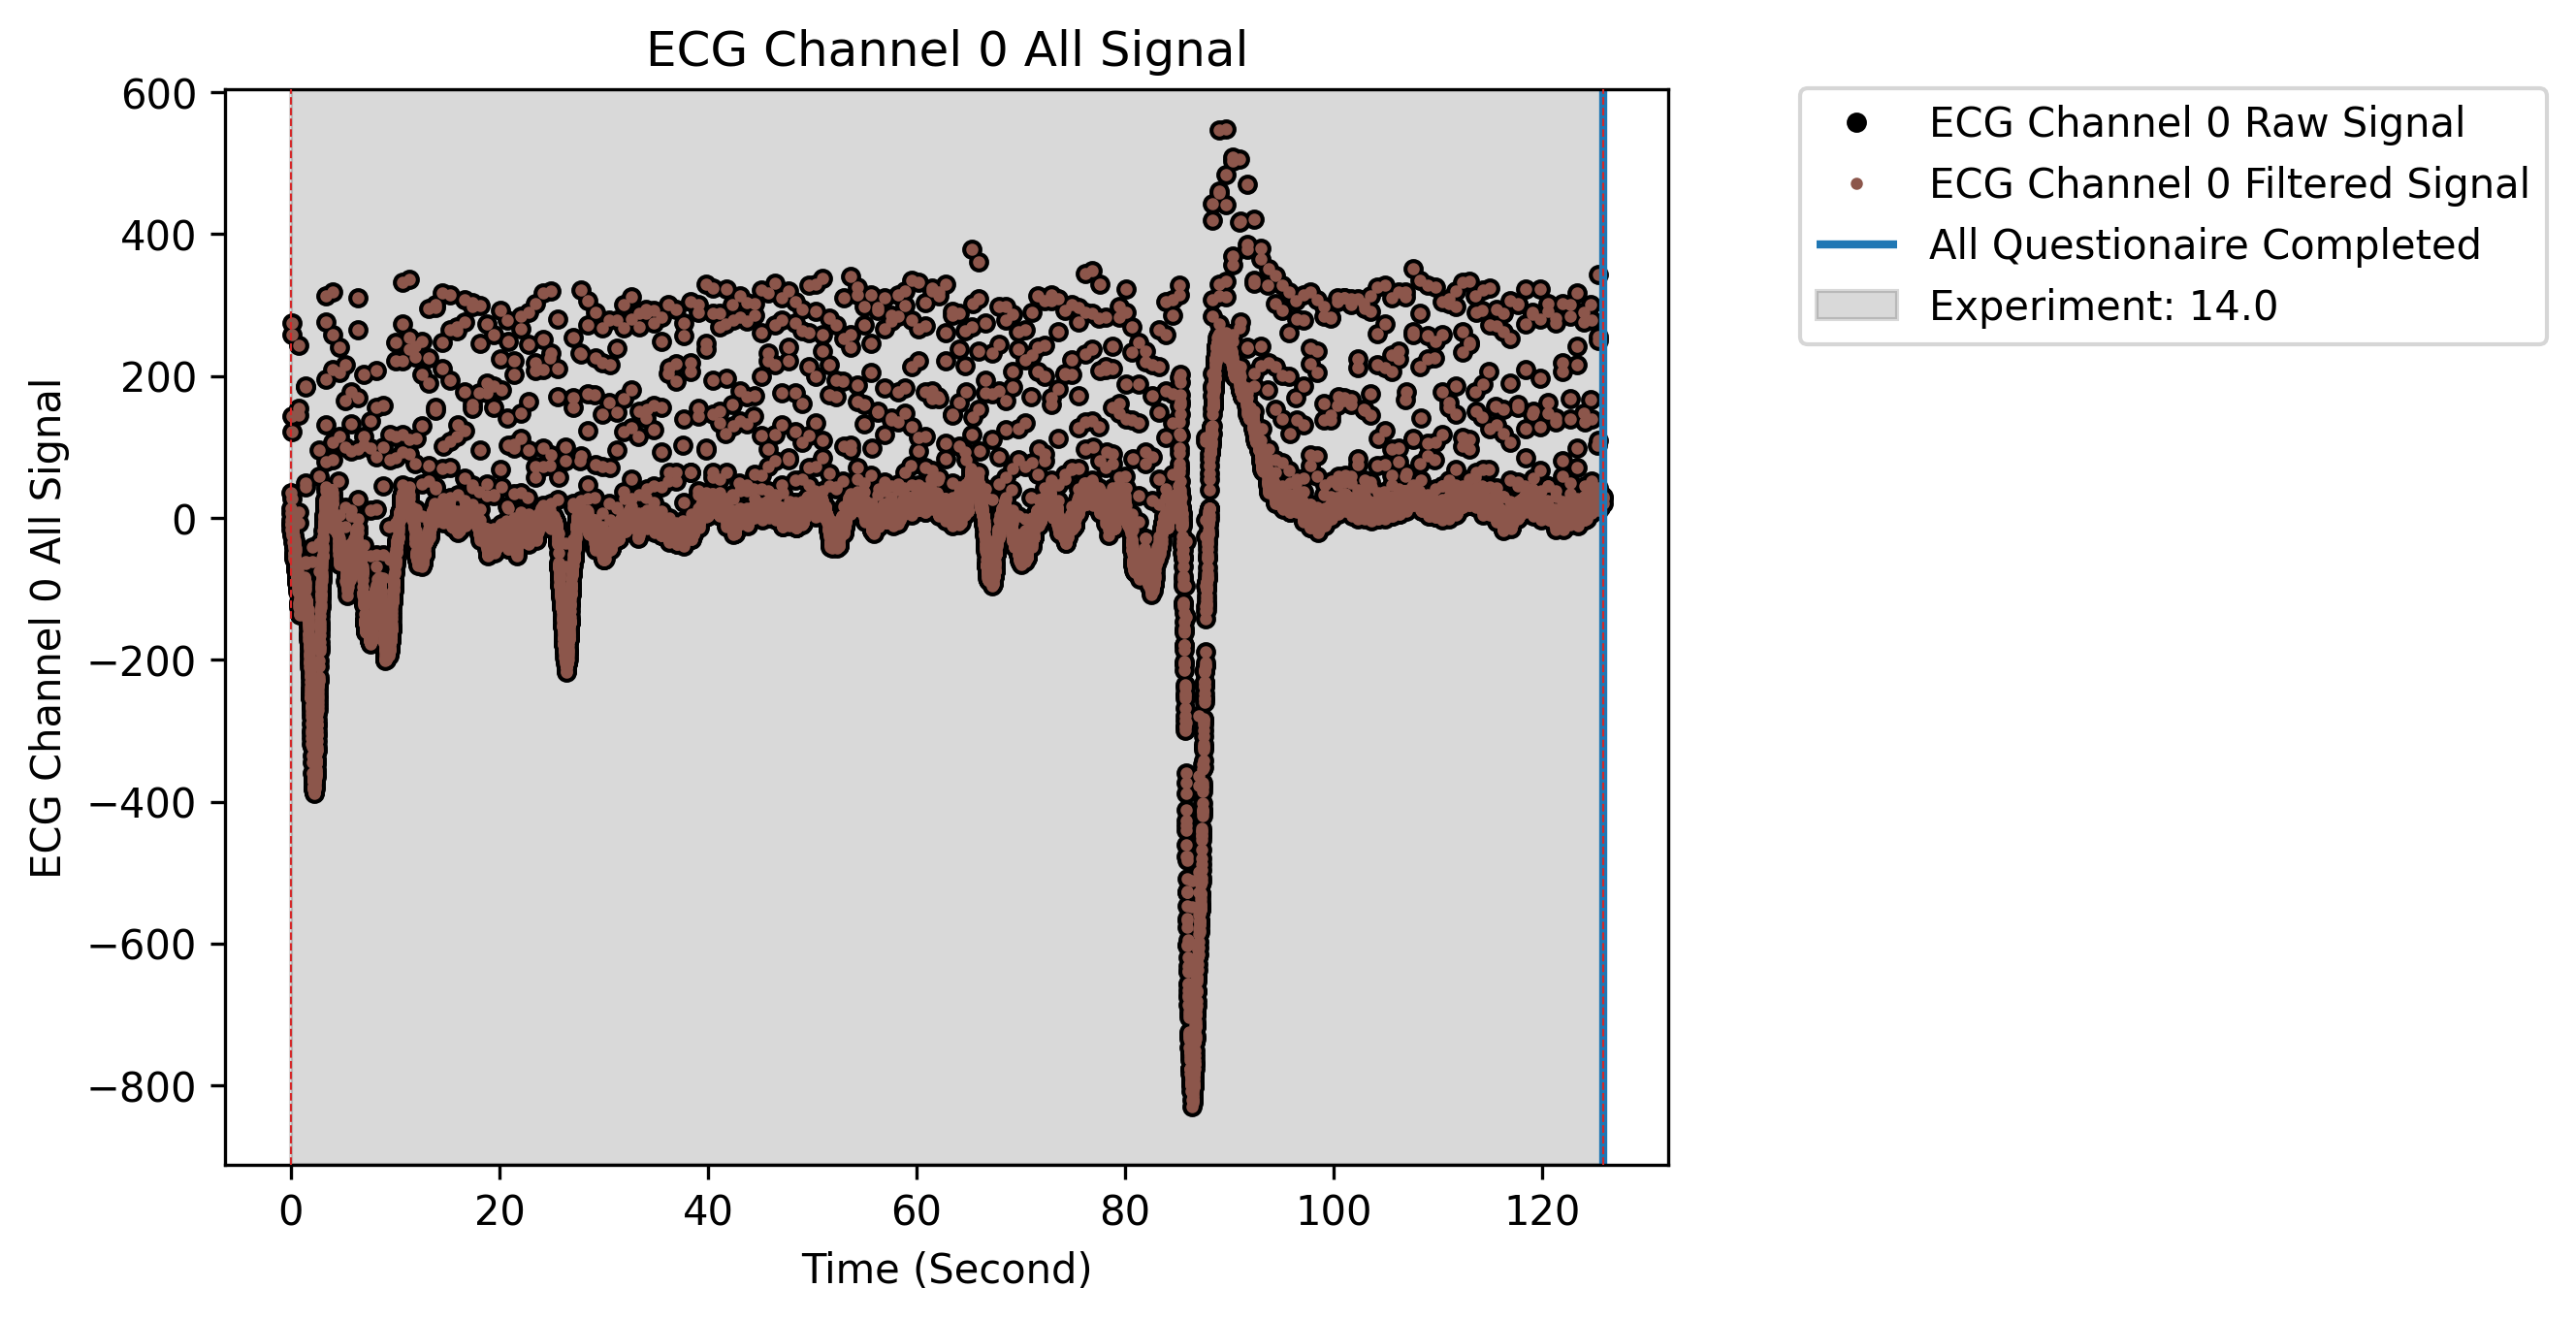 ECG Channel 0 All Signal
600
400
200
0
−200
−400
−600
−800
ECG Channel 0 All Signal
0 20 40 60 80 100 120
Time (Second)
ECG Channel 0 Raw Signal
ECG Channel 0 Filtered Signal
All Questionaire Completed
Experiment: 14.0